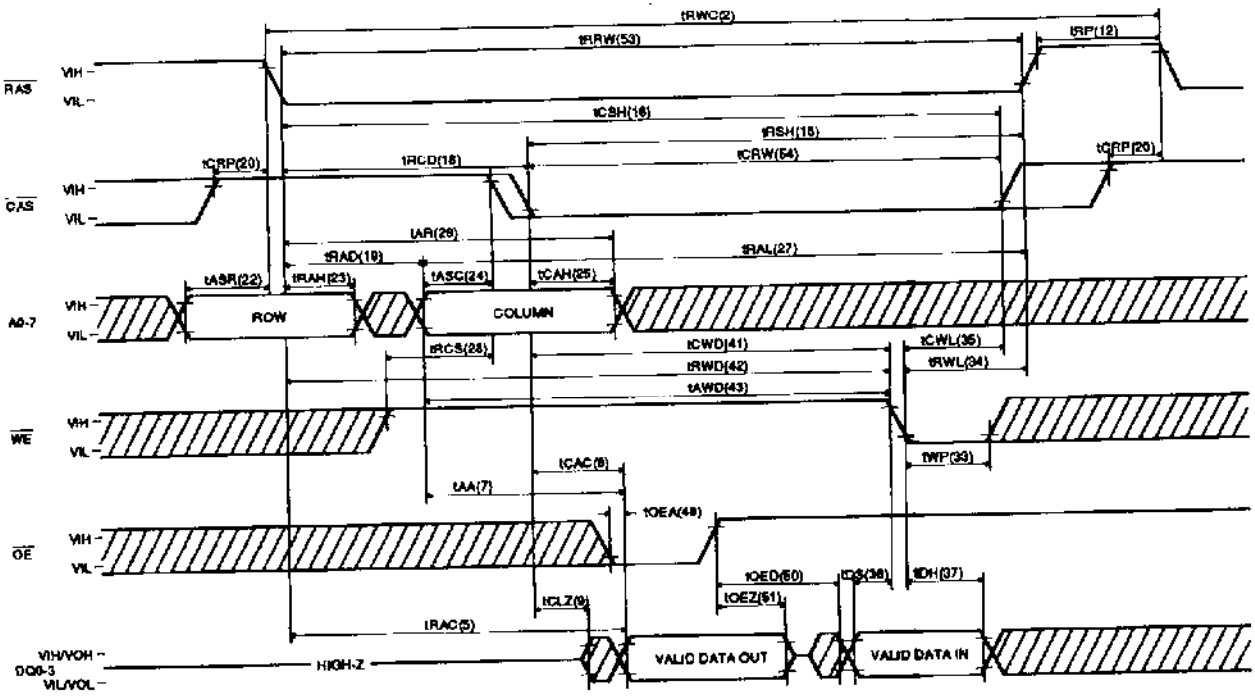 tRWC(2)
tRRW(53)
tRP(12)
RAS
VIH
VIL
tCSH(16)
tRSH(15)
tCRP(20)
tRCD(18)
tCRW(54)
tCRP(20)
CAS
VIH
VIL
tAR(26)
tRAD(19)
tRAL(27)
tASR(22)
tRAH(23)
tASC(24)
tCAH(25)
A0-7
VIH
VIL
ROW
COLUMN
tRCS(28)
tCWD(41)
tCWL(35)
tRWD(42)
tRWL(34)
tAWD(43)
WE
VIH
VIL
tWP(33)
tCAC(6)
tAA(7)
tOEA(49)
OE
VIH
VIL
tOED(50)
tDS(36)
tDH(37)
tCLZ(9)
tOEZ(51)
tRAC(5)
DQ0-3
VIH/VOH
VIL/VOL
HIGH-Z
VALID DATA OUT
VALID DATA IN